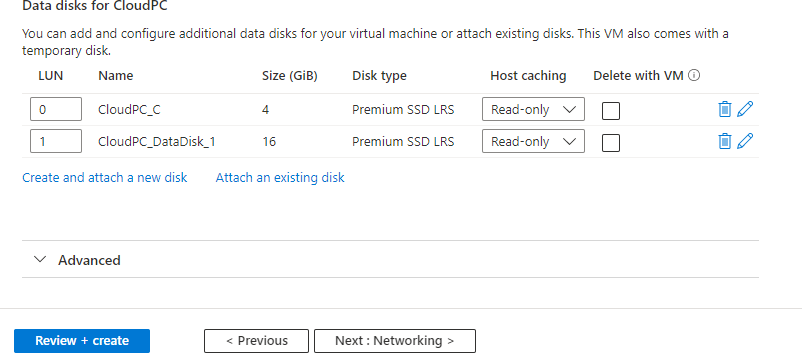 Data disks for CloudPC
You can add and configure additional data disks for your virtual machine or attach existing disks. This VM also comes with a
temporary disk.
LUN Name Size (GiB) Disk type Host caching Delete with VM
0 CloudPC_C 4 Premium SSD LRS Read-only
1 CloudPC_DataDisk_1 16 Premium SSD LRS Read-only
Create and attach a new disk Attach an existing disk
Advanced
Review + create < Previous Next : Networking >